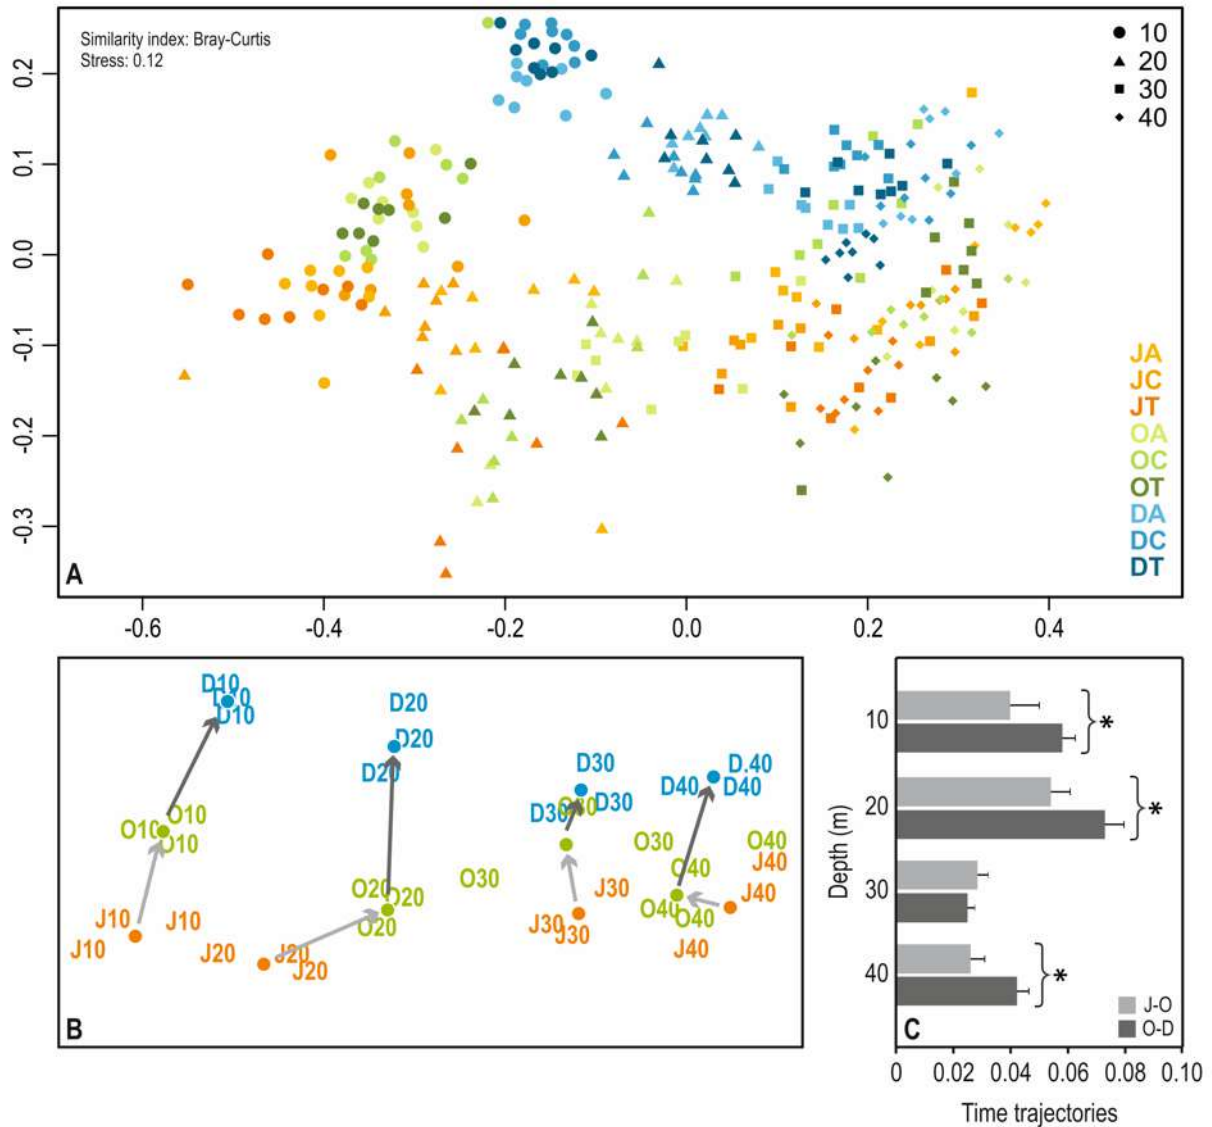 Similarity index: Bray-Curtis
Stress: 0.12
10
20
30
40
0.2
0.1
0.0
-0.1
-0.2
-0.3
JA
JC
JT
OA
OC
OT
DA
DC
DT
A
-0.6
-0.4
-0.2
0.0
0.2
0.4
D10
D10
D10
O10
O10
O10
J10
J10
J10
D20
D20
D20
O20
O20
O20
J20
J20
J20
D30
D30
D30
O30
O30
O30
J30
J30
J30
D.40
D40
D40
O40
O40
O40
O40
J40
J40
J40
B
Depth (m)
10
20
30
40
*
*
*
J-O
O-D
C
0
0.02
0.04
0.06
0.08
0.10
Time trajectories